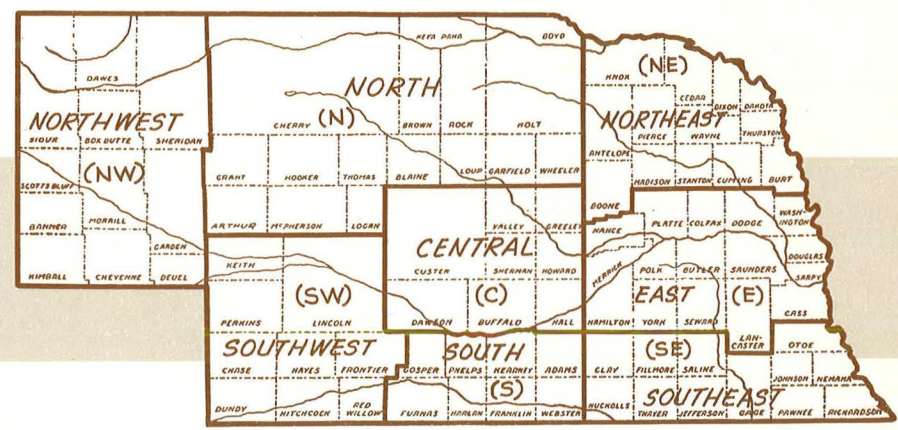 KEYA PAHA
BOYD
(NE)
KNOX
DAWES
NORTH
CEDAR
DIXON
DAKOTA
NORTHWEST
CHERRY
(N)
BROWN
ROCK
HOLT
NORTHEAST
PIERCE
WAYNE
THURSTON
SIOUX
BOX BUTTE
SHERIDAN
ANTELOPE
(NW)
GRANT
HOOKER
THOMAS
BLAINE
LOUP
GARFIELD
WHEELER
MADISON
STANTON
CUMING
BURT
SCOTTS BLUFF
BOONE
BANNER
MORRILL
ARTHUR
McPHERSON
LOGAN
VALLEY
GREELEY
NANCE
PLATTE
COLFAX
DODGE
WASH-
INGTON
GARDEN
CENTRAL
DOUGLAS
KEITH
CUSTER
SHERMAN
HOWARD
MERRICK
POLK
BUTLER
SAUNDERS
SARPY
KIMBALL
CHEYENNE
DEUEL
(SW)
(C)
EAST
(E)
CASS
PERKINS
LINCOLN
DAWSON
BUFFALO
HALL
HAMILTON
YORK
SEWARD
LAN-
CASTER
OTOE
SOUTHWEST
SOUTH
(SE)
CHASE
HAYES
FRONTIER
GOSPER
PHELPS
KEARNEY
ADAMS
CLAY
FILLMORE
SALINE
JOHNSON
NEMAHA
(S)
SOUTHEAST
DUNDY
HITCHCOCK
RED
WILLOW
FURNAS
HARLAN
FRANKLIN
WEBSTER
NUCKOLLS
THAYER
JEFFERSON
GAGE
PAWNEE
RICHARDSON